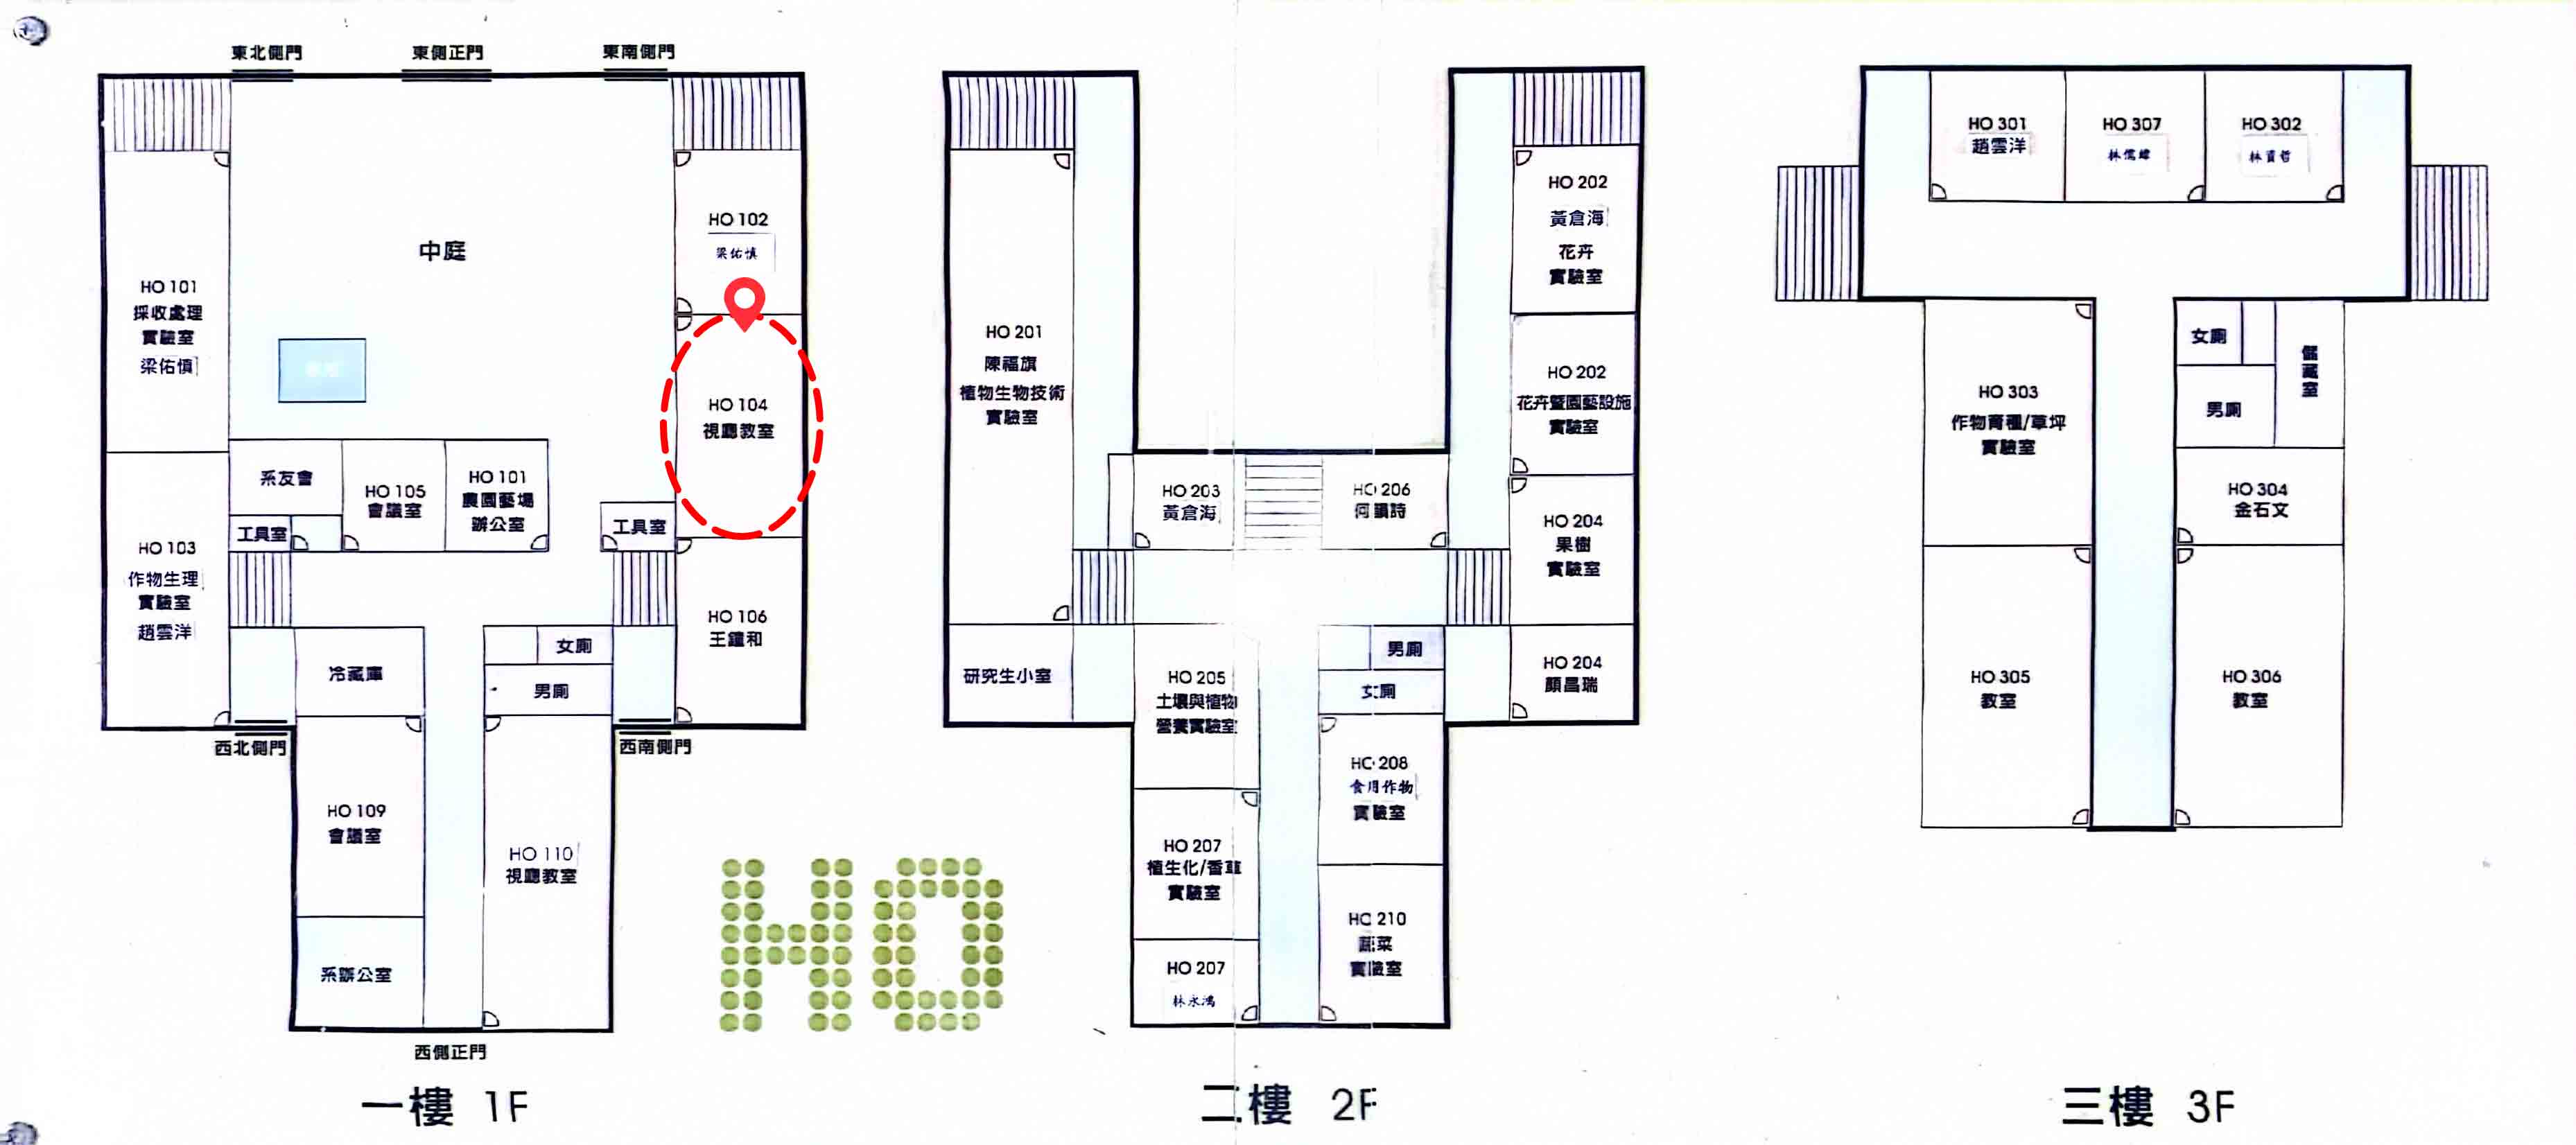 東北側門
東側正門
東南側門
HO 101
採收處理
實驗室
梁佑慎
中庭
HO 102
梁佑慎
HO 104
視聽教室
系友會
工具室
HO 105
會議室
HO 101
農園藝場
辦公室
工具室
HO 103
作物生理
實驗室
趙雲洋
HO 106
王鐘和
冷藏庫
女廁
男廁
西北側門
西南側門
HO 109
會議室
HO 110
視聽教室
系辦公室
西側正門
一樓 1F
HO
HO 201
陳福旗
植物生物技術
實驗室
HO 202
黃倉海
花卉
實驗室
HO 202
花卉暨園藝設施
實驗室
HO 203
黃倉海
HO 206
何韻詩
HO 204
果樹
實驗室
研究生小室
HO 205
土壤與植物
營養實驗室
男廁
女廁
HO 204
顏昌瑞
HO 208
食用作物
實驗室
HO 207
植生化/香草
實驗室
HO 210
蔬菜
實驗室
HO 207
林永鴻
二樓 2F
HO 301
趙雲洋
HO 307
林儒緯
HO 302
林資哲
女廁
男廁
儲藏室
HO 303
作物育種/草坪
實驗室
HO 304
金石文
HO 305
教室
HO 306
教室
三樓 3F